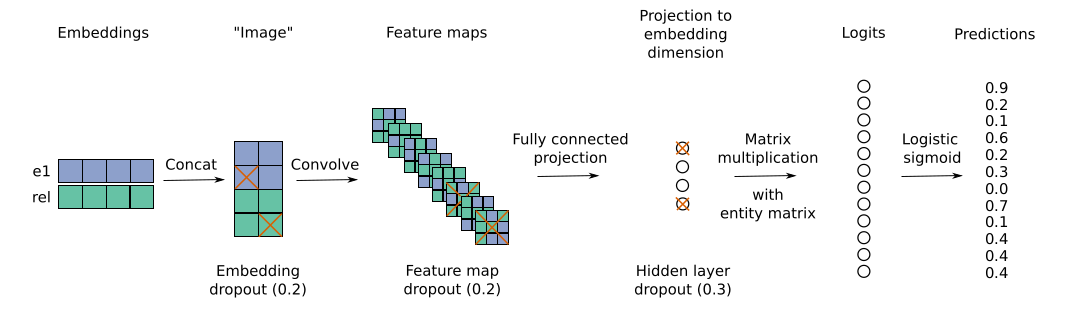 Embeddings
"Image"
Feature maps
Projection to
embedding
dimension
Logits
Predictions
e1
rel
Concat
Convolve
Fully connected
projection
Matrix
multiplication
with
entity matrix
Logistic
sigmoid
0.9
0.2
0.1
0.6
0.2
0.3
0.0
0.7
0.1
0.4
0.4
0.4
Embedding
dropout (0.2)
Feature map
dropout (0.2)
Hidden layer
dropout (0.3)